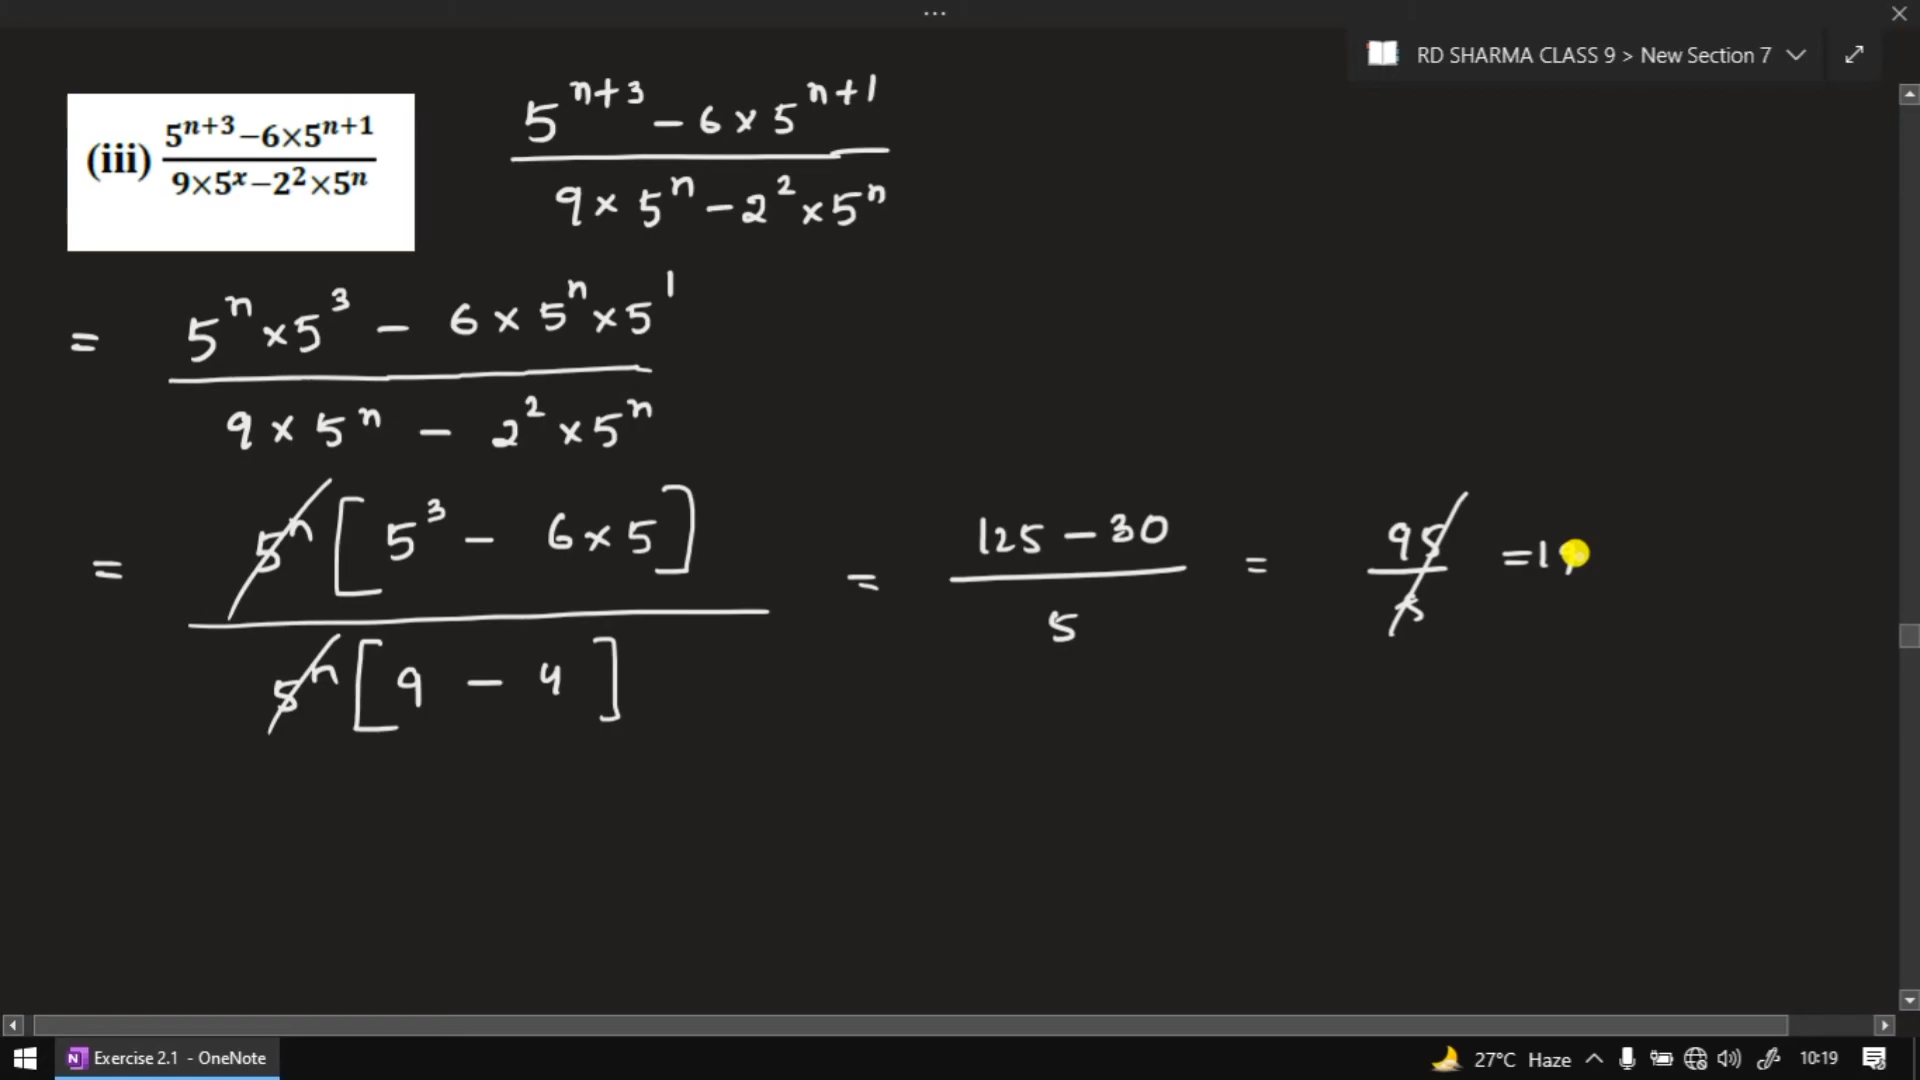 ...
RD SHARMA CLASS 9 > New Section 7
(iii) 5^{n+3}−6×5^{n+1} / 9×5^x−2^2×5^n
5^{n+3} − 6 × 5^{n+1}
9 × 5^n − 2^2 × 5^n
= 5^n × 5^3 − 6 × 5^n × 5^1
9 × 5^n − 2^2 × 5^n
= 5^n [ 5^3 − 6 × 5 ]
5^n [ 9 − 4 ]
= 125 − 30
5
= 95
5
= 1
Exercise 2.1 - OneNote
27°C Haze
10:19